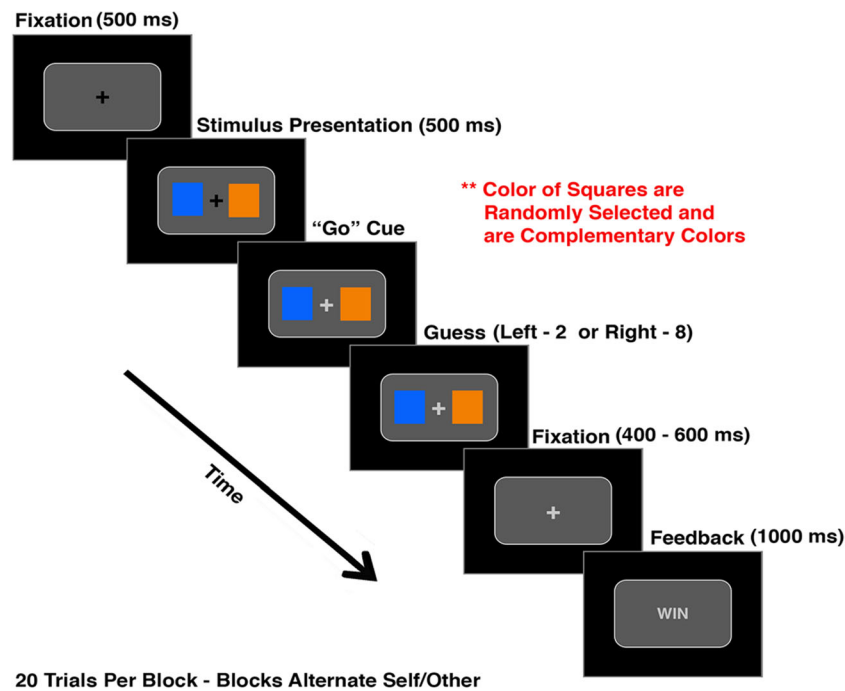 Fixation (500 ms)
+
Stimulus Presentation (500 ms)
+
** Color of Squares are
Randomly Selected and
are Complementary Colors
“Go” Cue
+
Guess (Left - 2 or Right - 8)
+
Time
Fixation (400 - 600 ms)
+
Feedback (1000 ms)
WIN
20 Trials Per Block - Blocks Alternate Self/Other